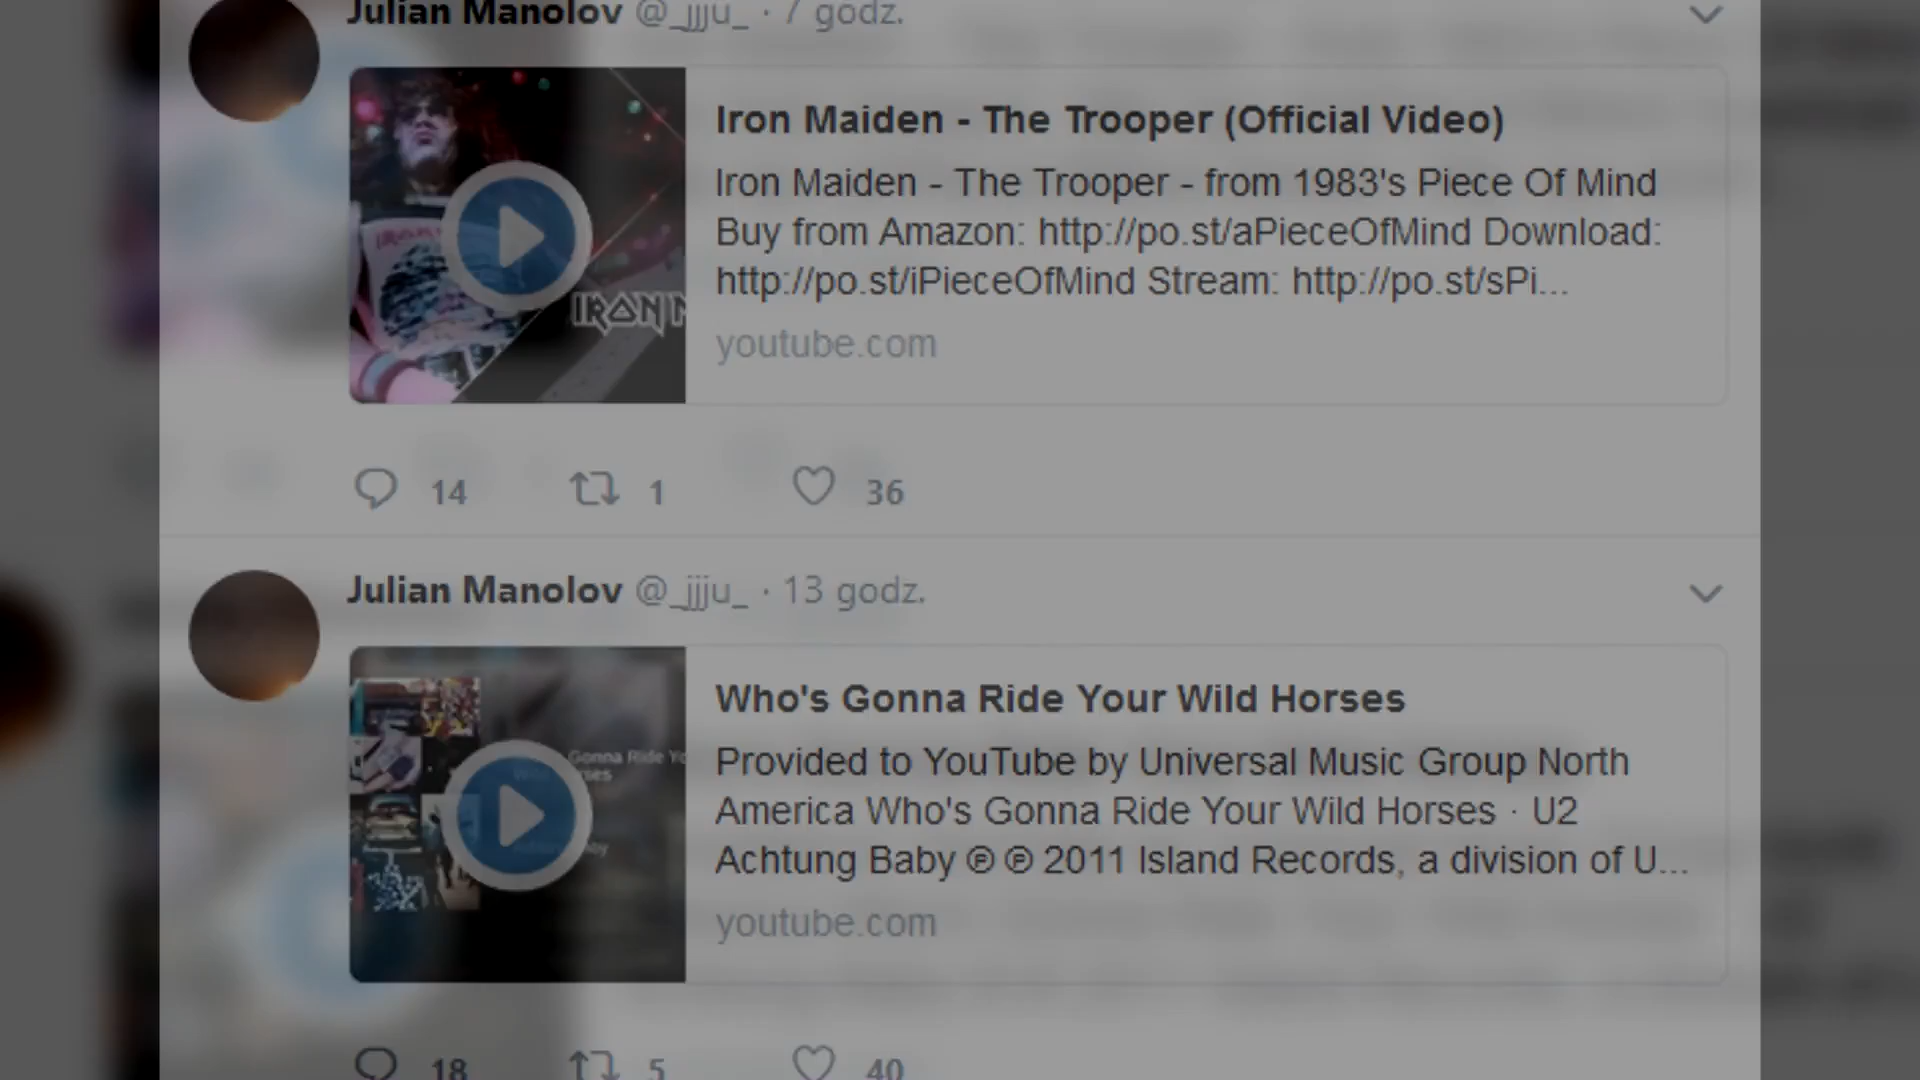 Julian Manolov @_jjju_ · 7 godz.
Iron Maiden - The Trooper (Official Video)
Iron Maiden - The Trooper - from 1983's Piece Of Mind
Buy from Amazon: http://po.st/aPieceOfMind Download:
http://po.st/iPieceOfMind Stream: http://po.st/sPi...
youtube.com
IRON M
14 1 36
Julian Manolov @_jjju_ · 13 godz.
Who's Gonna Ride Your Wild Horses
Gonna Ride Yo
Provided to YouTube by Universal Music Group North
America Who's Gonna Ride Your Wild Horses · U2
Achtung Baby ℗ ℗ 2011 Island Records, a division of U...
youtube.com
18 5 40